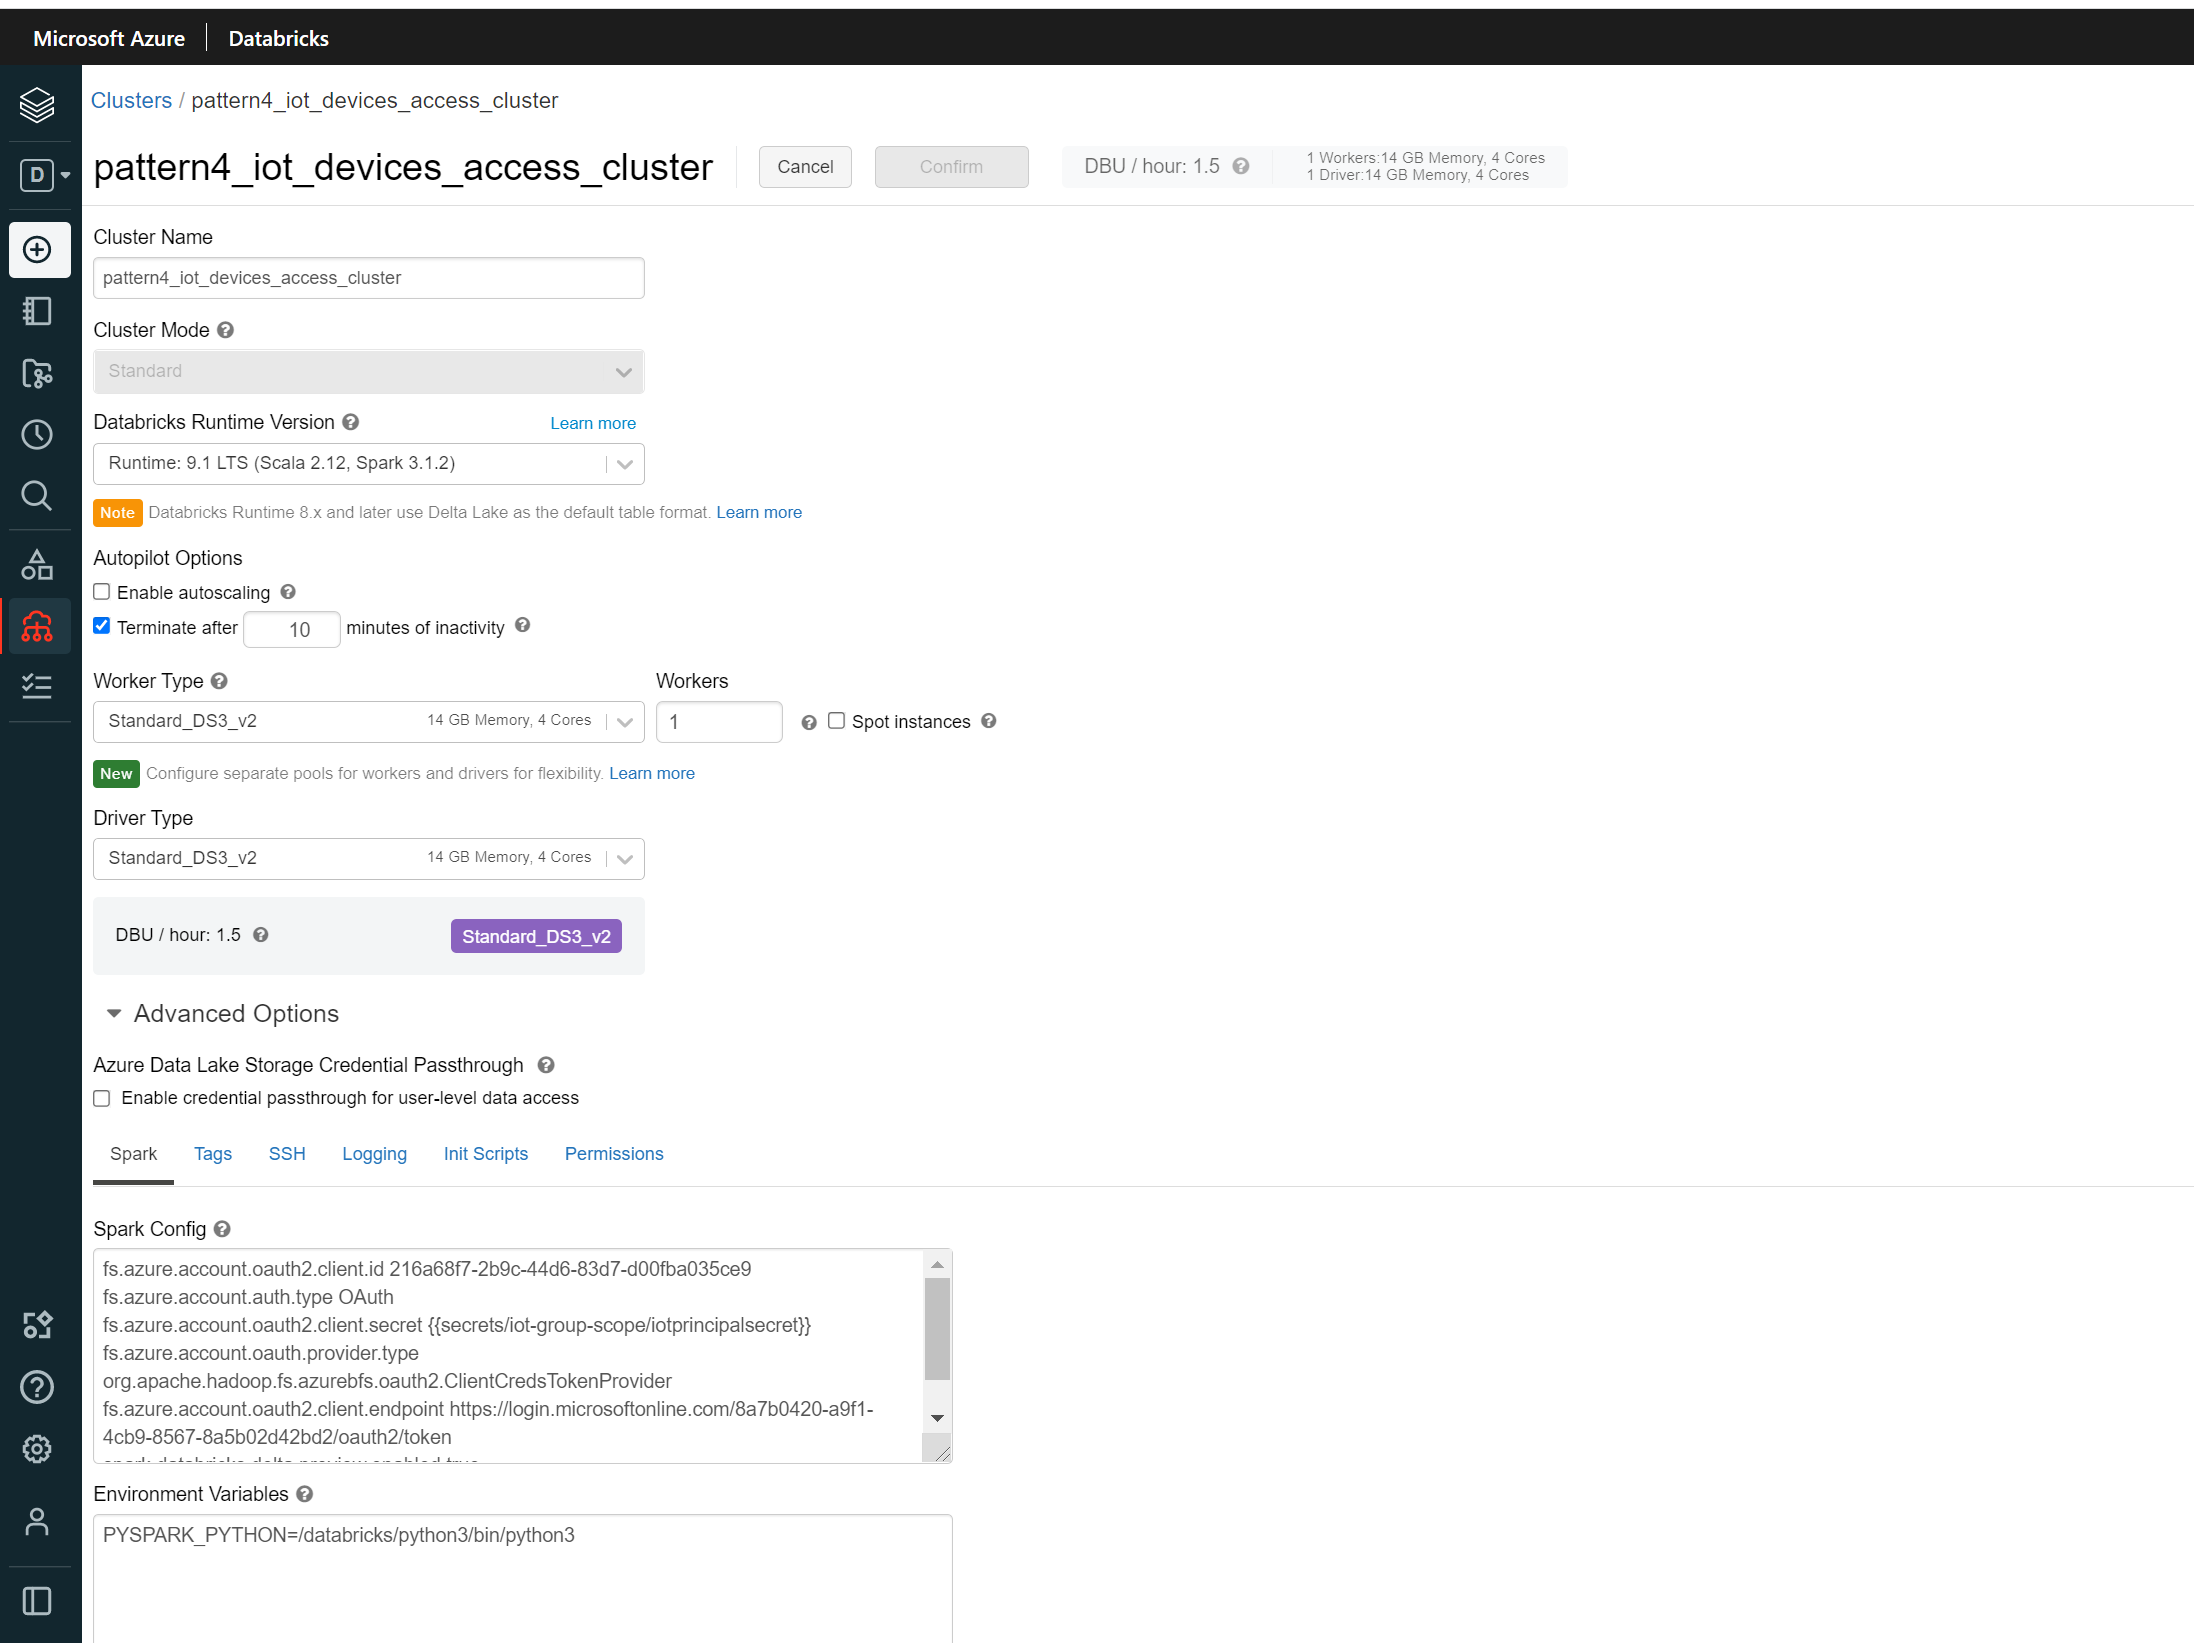 Microsoft Azure | Databricks
Clusters / pattern4_iot_devices_access_cluster
D
pattern4_iot_devices_access_cluster
Cancel
Confirm
DBU / hour: 1.5
1 Workers:14 GB Memory, 4 Cores
1 Driver:14 GB Memory, 4 Cores
Cluster Name
pattern4_iot_devices_access_cluster
Cluster Mode
Standard
Databricks Runtime Version
Learn more
Runtime: 9.1 LTS (Scala 2.12, Spark 3.1.2)
Note Databricks Runtime 8.x and later use Delta Lake as the default table format. Learn more
Autopilot Options
Enable autoscaling
Terminate after 10 minutes of inactivity
Worker Type
Workers
Standard_DS3_v2
14 GB Memory, 4 Cores
1
Spot instances
New Configure separate pools for workers and drivers for flexibility. Learn more
Driver Type
Standard_DS3_v2
14 GB Memory, 4 Cores
DBU / hour: 1.5
Standard_DS3_v2
Advanced Options
Azure Data Lake Storage Credential Passthrough
Enable credential passthrough for user-level data access
Spark Tags SSH Logging Init Scripts Permissions
Spark Config
fs.azure.account.oauth2.client.id 216a68f7-2b9c-44d6-83d7-d00fba035ce9
fs.azure.account.auth.type OAuth
fs.azure.account.oauth2.client.secret {{secrets/iot-group-scope/iotprincipalsecret}}
fs.azure.account.oauth.provider.type
org.apache.hadoop.fs.azurebfs.oauth2.ClientCredsTokenProvider
fs.azure.account.oauth2.client.endpoint https://login.microsoftonline.com/8a7b0420-a9f1-
4cb9-8567-8a5b02d42bd2/oauth2/token
spark.databricks.delta.preview.enabled true
Environment Variables
PYSPARK_PYTHON=/databricks/python3/bin/python3